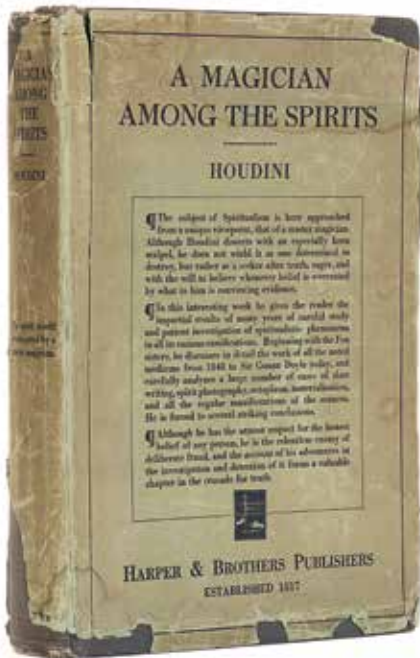 A
MAGICIAN
AMONG
THE
SPIRITS
HOUDINI
A MAGICIAN
AMONG THE SPIRITS
HOUDINI
¶The subject of Spiritualism is here approached
from a unique viewpoint, that of a master magician.
Although Houdini dissects with an especially keen
scalpel, he does not wield it as one determined to
destroy, but rather as a seeker after truth, eager, and
with the will to believe whenever belief is warranted
by what to him is convincing evidence.
¶In this interesting work he gives the reader the
impartial results of many years of careful study
and patient investigation of spiritualistic phenomena
in all its various ramifications. Beginning with the Fox
sisters, he discusses in detail the work of all the noted
mediums from 1848 to Sir Conan Doyle today, and
carefully analyzes a large number of cases of slate
writing, spirit photography, ectoplasm, materialization,
and all the regular manifestations of the seances.
He is forced to several striking conclusions.
¶Although he has the utmost respect for the honest
belief of any person, he is the relentless enemy of
deliberate fraud, and the account of his adventures in
the investigation and detection of it forms a valuable
chapter in the crusade for truth.
HARPER & BROTHERS PUBLISHERS
ESTABLISHED 1817